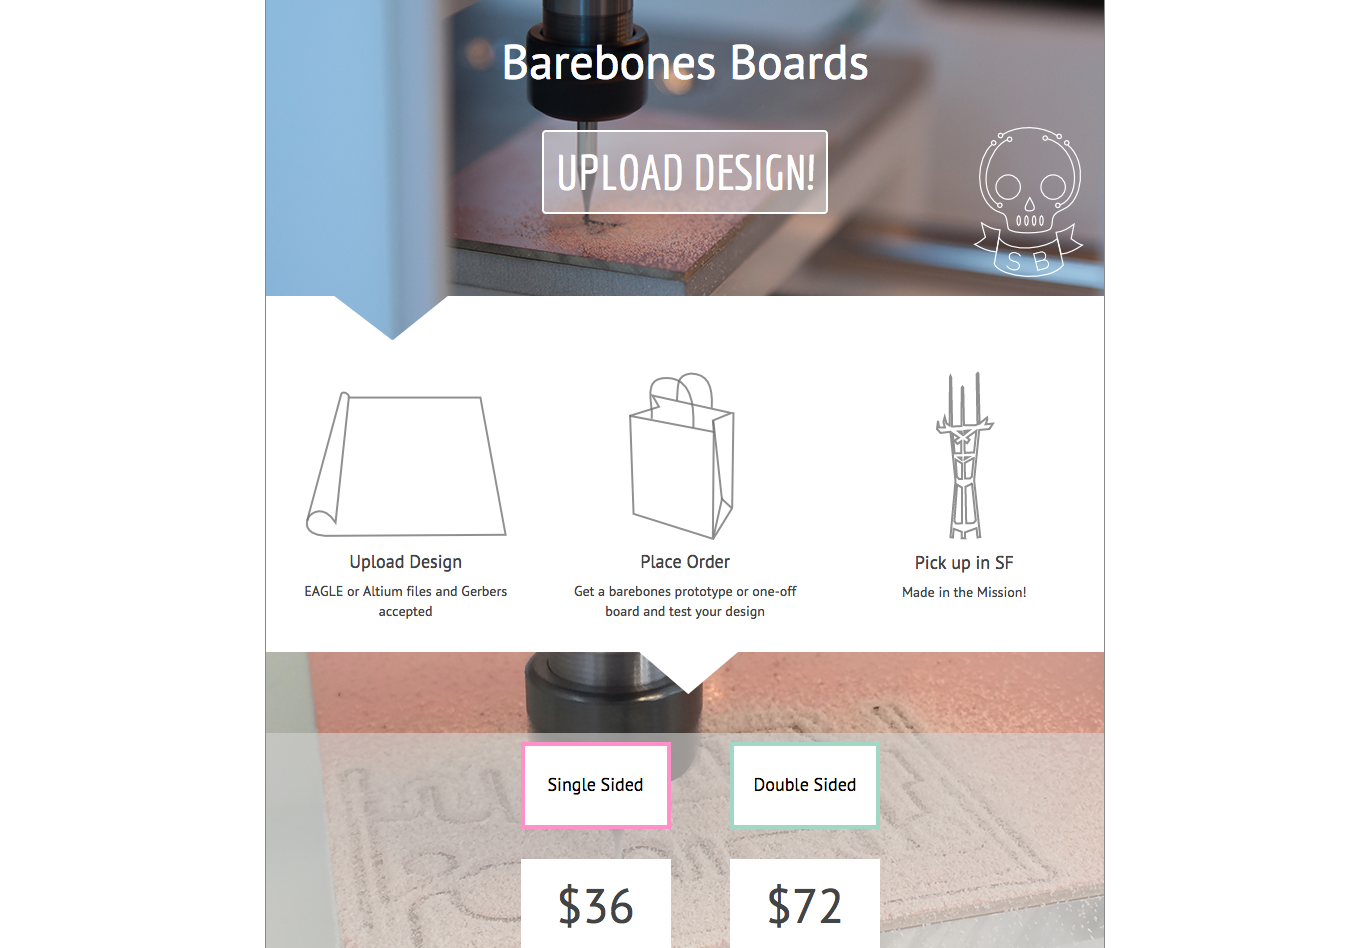 Barebones Boards
UPLOAD DESIGN!
S B
Upload Design
EAGLE or Altium files and Gerbers
accepted
Place Order
Get a barebones prototype or one-off
board and test your design
Pick up in SF
Made in the Mission!
Single Sided
Double Sided
$36
$72